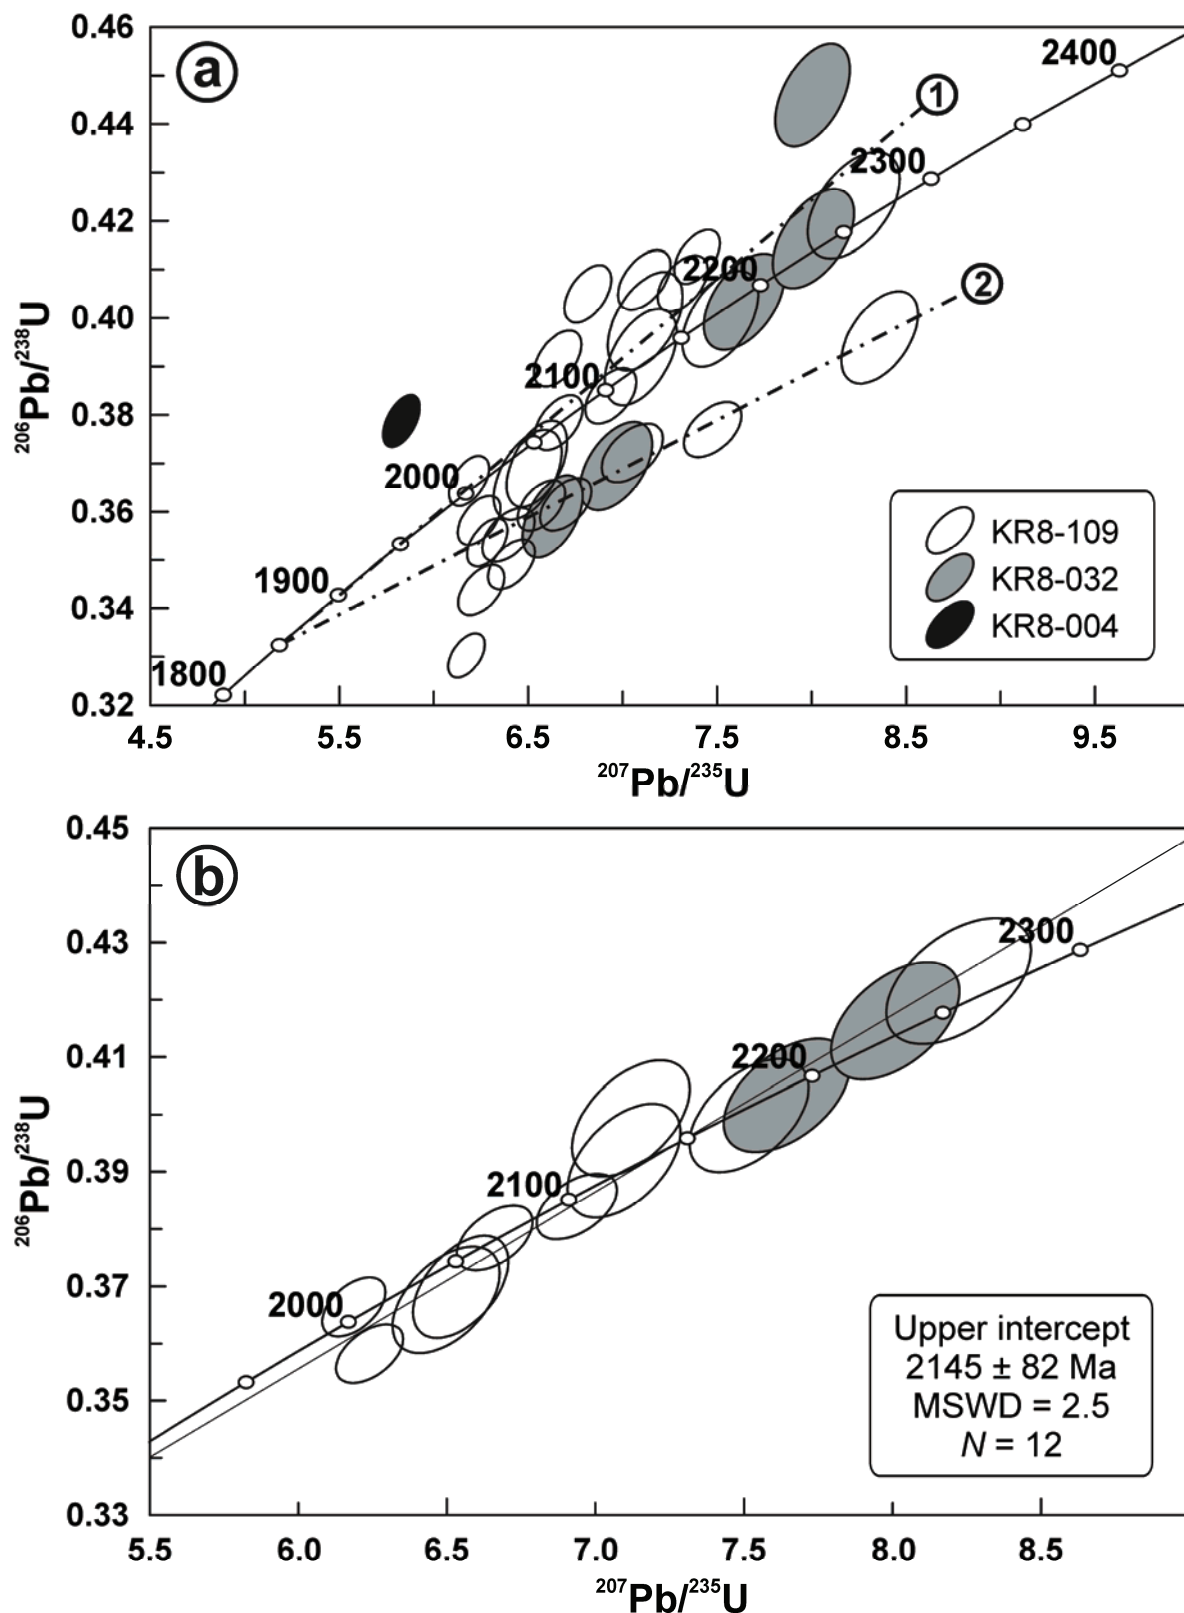 a
0.46
0.44
0.42
0.40
0.38
0.36
0.34
0.32
²⁰⁶Pb/²³⁸U
2400
1
2300
2200
2
2100
2000
1900
1800
KR8-109
KR8-032
KR8-004
4.5 5.5 6.5 7.5 8.5 9.5
²⁰⁷Pb/²³⁵U
b
0.45
0.43
0.41
0.39
0.37
0.35
0.33
²⁰⁶Pb/²³⁸U
2300
2200
2100
2000
Upper intercept
2145 ± 82 Ma
MSWD = 2.5
N = 12
5.5 6.0 6.5 7.0 7.5 8.0 8.5
²⁰⁷Pb/²³⁵U